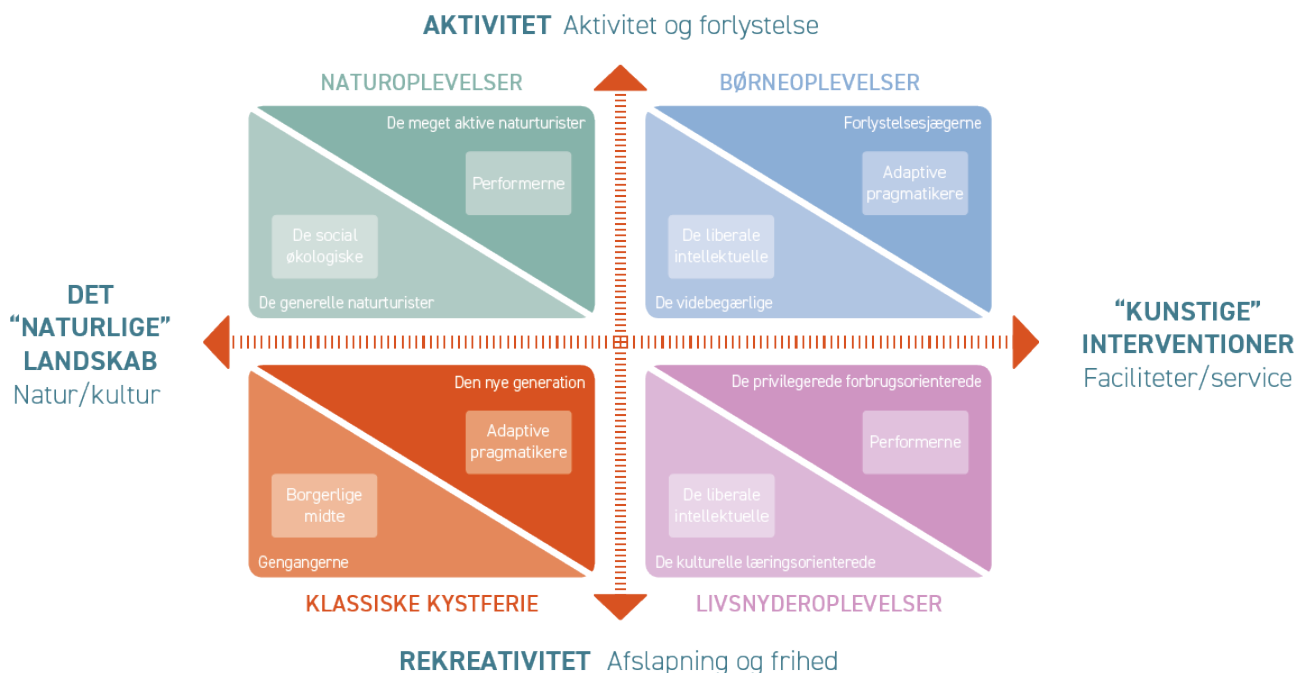 AKTIVITET Aktivitet og forlystelse
NATUROPLEVELSER
BØRNEOPLEVELSER
De meget aktive naturturister
Performerne
De social
økologiske
De generelle naturturister
Forlystelsesjægerne
Adaptive
pragmatikere
De liberale
intellektuelle
De videbegærlige
DET
“NATURLIGE”
LANDSKAB
Natur/kultur
“KUNSTIGE”
INTERVENTIONER
Faciliteter/service
Den nye generation
Adaptive
pragmatikere
Borgerlige
midte
Gengangerne
De privilegerede forbrugsorienterede
Performerne
De liberale
intellektuelle
De kulturelle læringsorienterede
KLASSISKE KYSTFERIE
LIVSNYDEROPLEVELSER
REKREATIVITET Afslapning og frihed